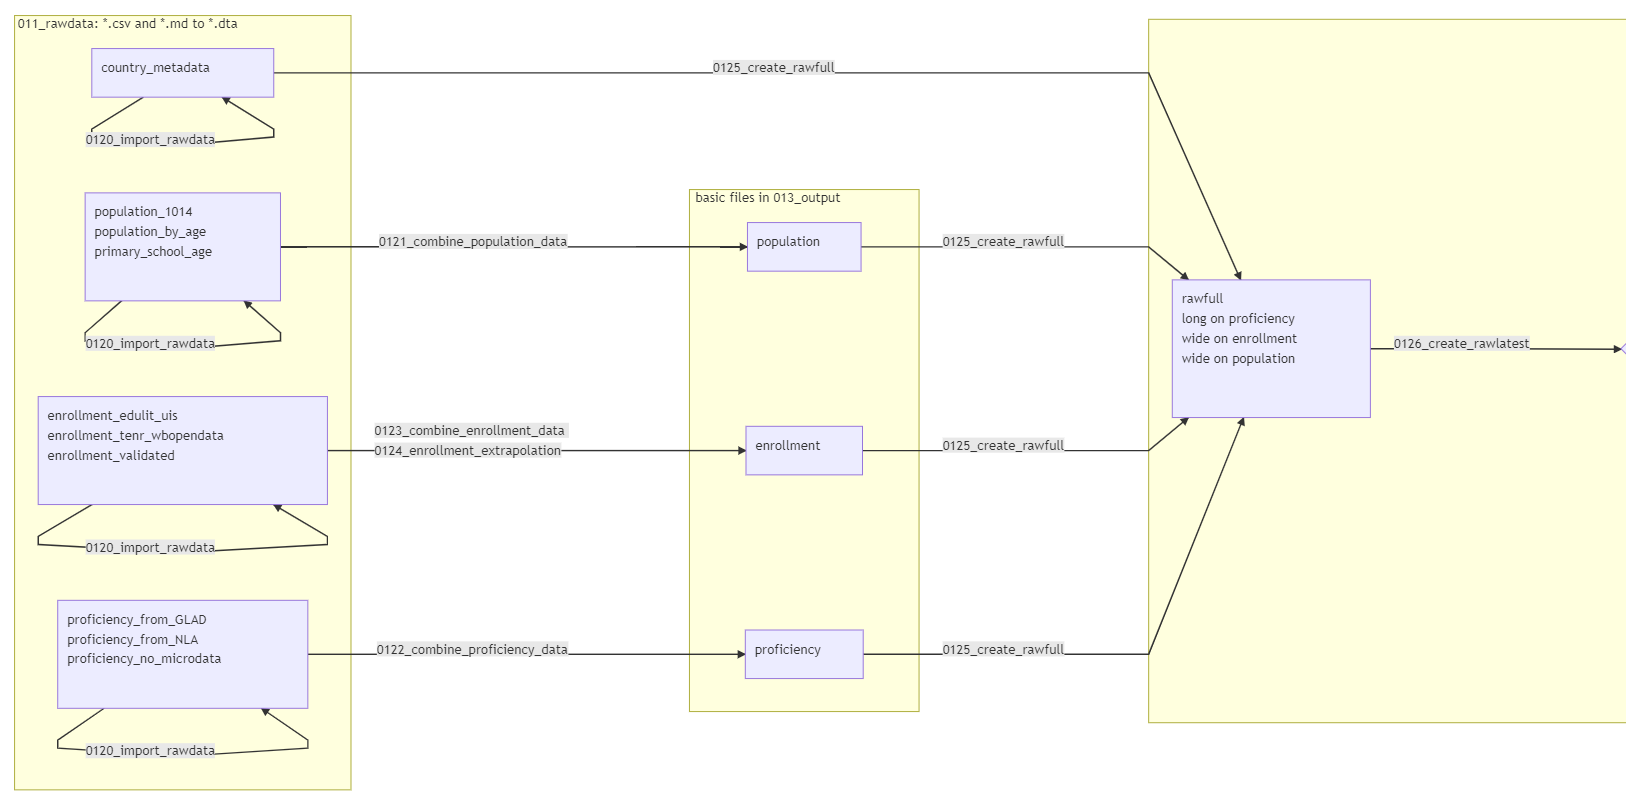 011_rawdata: *.csv and *.md to *.dta
country_metadata
0125_create_rawfull
0120_import_rawdata
population_1014
population_by_age
primary_school_age
0121_combine_population_data
basic files in 013_output
population
0125_create_rawfull
0120_import_rawdata
rawfull
long on proficiency
wide on enrollment
wide on population
0126_create_rawlatest
enrollment_edulit_uis
enrollment_tenr_wbopendata
enrollment_validated
0123_combine_enrollment_data
0124_enrollment_extrapolation
enrollment
0125_create_rawfull
0120_import_rawdata
proficiency_from_GLAD
proficiency_from_NLA
proficiency_no_microdata
0122_combine_proficiency_data
proficiency
0125_create_rawfull
0120_import_rawdata